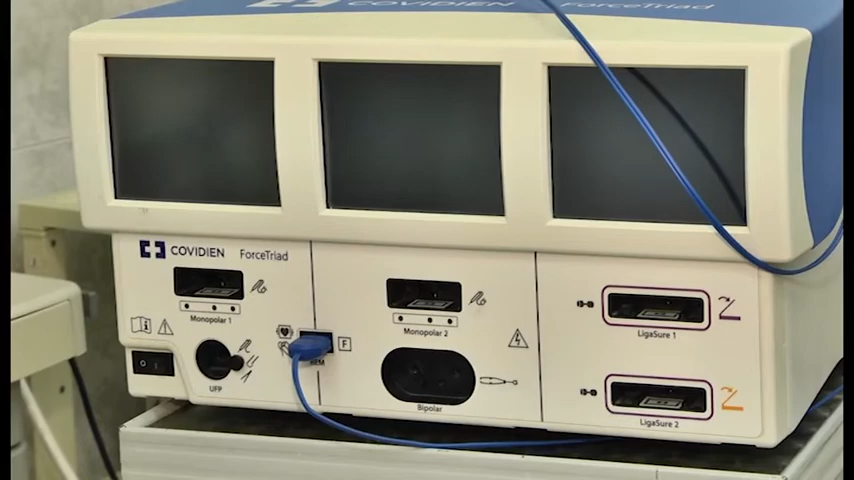 COVIDIEN ForceTriad
COVIDIEN ForceTriad
Monopolar 1
Monopolar 2
LigaSure 1
REM
F
O I
UFP
Bipolar
LigaSure 2